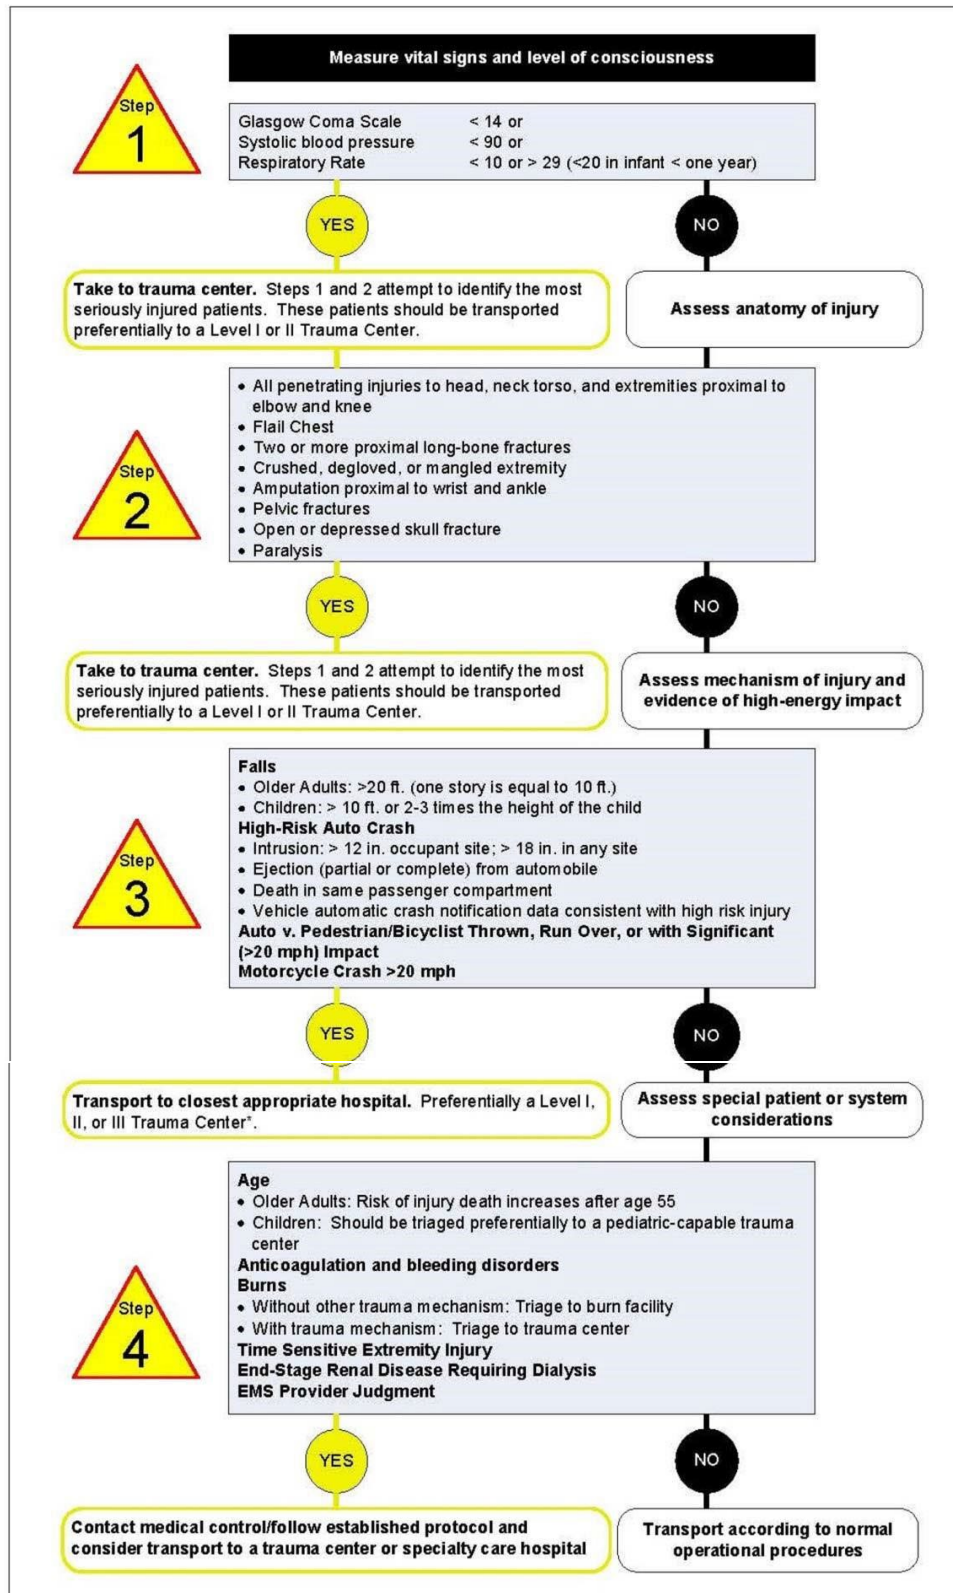 Measure vital signs and level of consciousness
Step
1
Glasgow Coma Scale < 14 or
Systolic blood pressure < 90 or
Respiratory Rate < 10 or > 29 (<20 in infant < one year)
YES
NO
Take to trauma center. Steps 1 and 2 attempt to identify the most
seriously injured patients. These patients should be transported
preferentially to a Level I or II Trauma Center.
Assess anatomy of injury
Step
2
• All penetrating injuries to head, neck torso, and extremities proximal to
elbow and knee
• Flail Chest
• Two or more proximal long-bone fractures
• Crushed, degloved, or mangled extremity
• Amputation proximal to wrist and ankle
• Pelvic fractures
• Open or depressed skull fracture
• Paralysis
YES
NO
Take to trauma center. Steps 1 and 2 attempt to identify the most
seriously injured patients. These patients should be transported
preferentially to a Level I or II Trauma Center.
Assess mechanism of injury and
evidence of high-energy impact
Step
3
Falls
• Older Adults: >20 ft. (one story is equal to 10 ft.)
• Children: > 10 ft. or 2-3 times the height of the child
High-Risk Auto Crash
• Intrusion: > 12 in. occupant site; > 18 in. in any site
• Ejection (partial or complete) from automobile
• Death in same passenger compartment
• Vehicle automatic crash notification data consistent with high risk injury
Auto v. Pedestrian/Bicyclist Thrown, Run Over, or with Significant
(>20 mph) Impact
Motorcycle Crash >20 mph
YES
NO
Transport to closest appropriate hospital. Preferentially a Level I,
II, or III Trauma Center*.
Assess special patient or system
considerations
Step
4
Age
• Older Adults: Risk of injury death increases after age 55
• Children: Should be triaged preferentially to a pediatric-capable trauma
center
Anticoagulation and bleeding disorders
Burns
• Without other trauma mechanism: Triage to burn facility
• With trauma mechanism: Triage to trauma center
Time Sensitive Extremity Injury
End-Stage Renal Disease Requiring Dialysis
EMS Provider Judgment
YES
NO
Contact medical control/follow established protocol and
consider transport to a trauma center or specialty care hospital
Transport according to normal
operational procedures